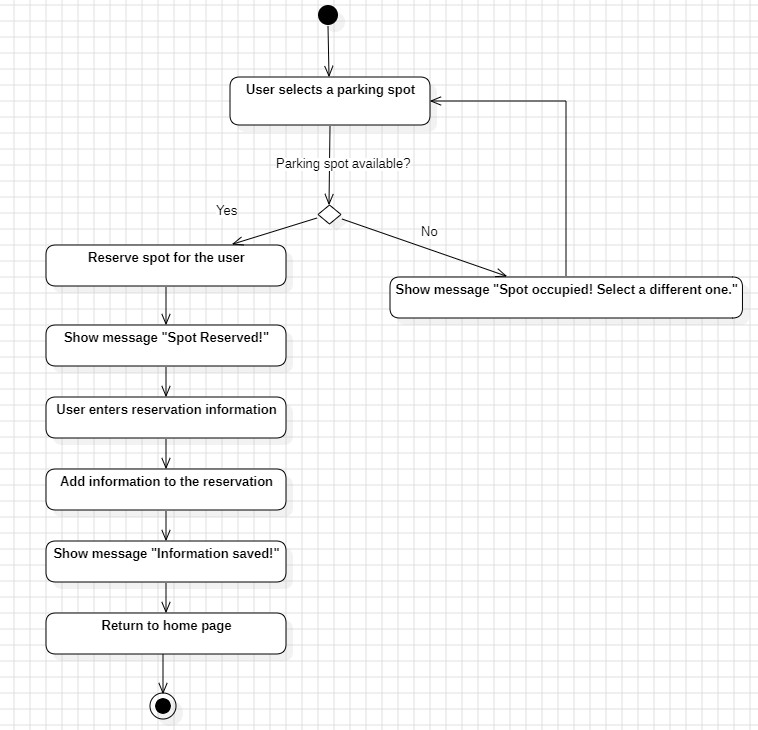 User selects a parking spot
Parking spot available?
Yes
No
Reserve spot for the user
Show message "Spot occupied! Select a different one."
Show message "Spot Reserved!"
User enters reservation information
Add information to the reservation
Show message "Information saved!"
Return to home page